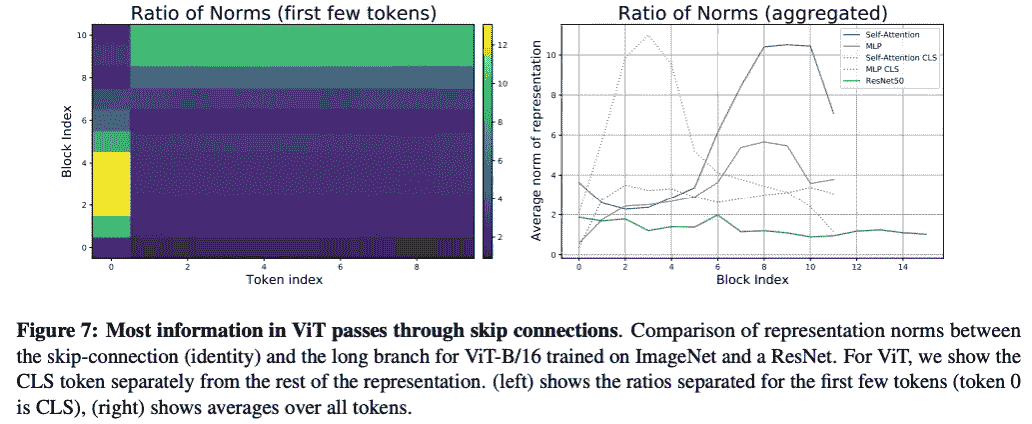 Ratio of Norms (first few tokens)
Block Index
10
8
6
4
2
0
0
2
4
6
8
Token index
12
10
8
6
4
2
Ratio of Norms (aggregated)
Average norm of representation
10
8
6
4
2
0
0
2
4
6
8
10
12
14
Block Index
Self-Attention
MLP
Self-Attention CLS
MLP CLS
ResNet50
Figure 7: Most information in ViT passes through skip connections. Comparison of representation norms between
the skip-connection (identity) and the long branch for ViT-B/16 trained on ImageNet and a ResNet. For ViT, we show the
CLS token separately from the rest of the representation. (left) shows the ratios separated for the first few tokens (token 0
is CLS), (right) shows averages over all tokens.